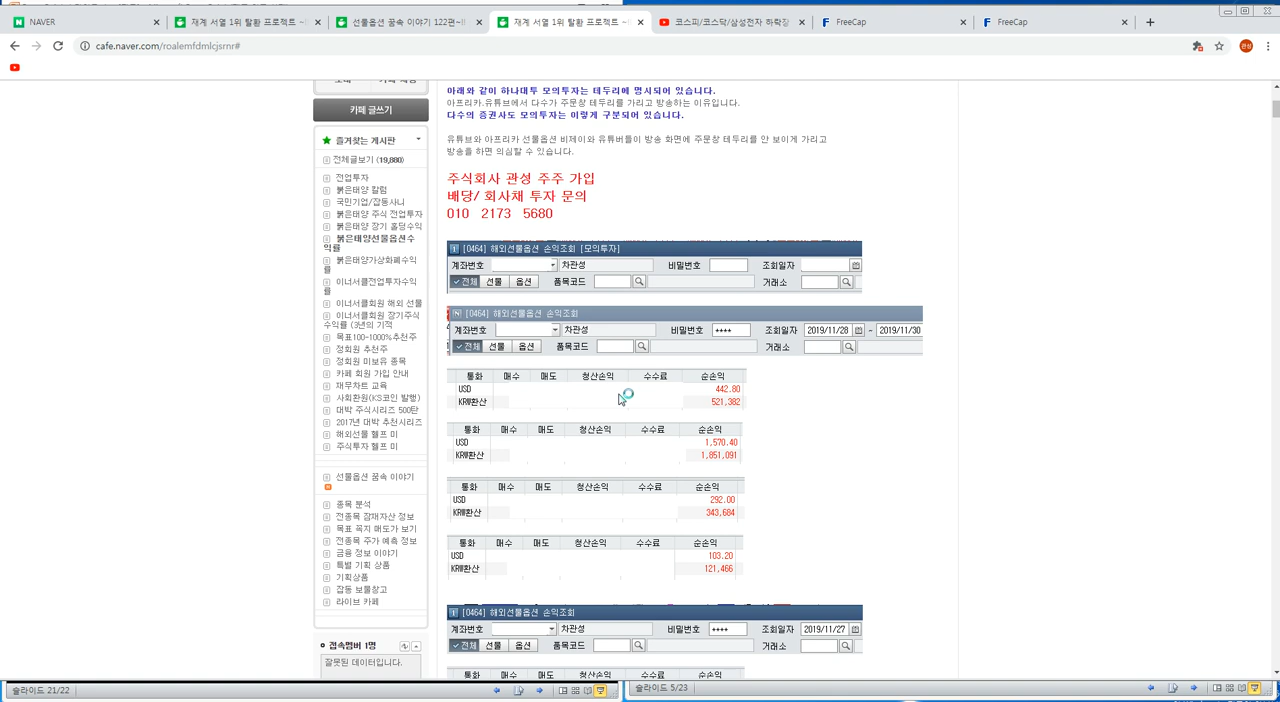 NAVER
재계 서열 1위 탈환 프로젝트 ~
선물옵션 꿈속 이야기 122편~B
재계 서열 1위 탈환 프로젝트 ~
코스피/코스닥/삼성전자 하락장
FreeCap
FreeCap
cafe.naver.com/roalemfdmlcjsrnr#
관성
카페 글쓰기
즐겨찾는 게시판
전체글보기 (19,880)
전업투자
붉은태양 칼럼
국민기업/잡동사니
붉은태양 주식 전업투자
붉은태양 장기 홀딩수익
붉은태양선물옵션수
익률
붉은태양가상화폐수익
률
이너서클전업투자수익
률
이너서클회원 해외 선물
이너서클회원 장기주식
수익률 (3년의 기적
목표100-1000%추천주
정회원 추천주
정회원 미보유 종목
카페 회원 가입 안내
재무차트 교육
사회환원(KS코인 발행)
대박 주식시리즈 500탄
2017년 대박 추천시리즈
해외선물 헬프 미
주식투자 헬프 미
선물옵션 꿈속 이야기
종목 분석
전종목 잠재자산 정보
목표 꼭지 매도가 보기
전종목 주가 예측 정보
금융 정보 이야기
특별 기획 상품
기획상품
잡동 보물창고
라이브 카페
접속멤버 1명
잘못된 데이터입니다.
아래와 같이 하나대투 모의투자는 테두리에 명시되어 있습니다.
아프리카.유튜브에서 다수가 주문창 테두리를 가리고 방송하는 이유입니다.
다수의 증권사도 모의투자는 이렇게 구분되어 있습니다.
유튜브와 아프리카 선물옵션 비제이와 유튜버들이 방송 화면에 주문창 테두리를 안 보이게 가리고
방송을 하면 의심할 수 있습니다.
주식회사 관성 주주 가입
배당/ 회사채 투자 문의
010 2173 5680
[0464] 해외선물옵션 손익조회 [모의투자]
계좌번호 차관성 비밀번호 조회일자
전체 선물 옵션 품목코드 거래소
[0464] 해외선물옵션 손익조회
계좌번호 차관성 비밀번호 **** 조회일자 2019/11/28 ~ 2019/11/30
전체 선물 옵션 품목코드 거래소
통화 매수 매도 청산손익 수수료 순손익
USD 442.80
KRW환산 521,382
통화 매수 매도 청산손익 수수료 순손익
USD 1,570.40
KRW환산 1,851,091
통화 매수 매도 청산손익 수수료 순손익
USD 292.00
KRW환산 343,684
통화 매수 매도 청산손익 수수료 순손익
USD 103.20
KRW환산 121,466
[0464] 해외선물옵션 손익조회
계좌번호 차관성 비밀번호 **** 조회일자 2019/11/27
전체 선물 옵션 품목코드 거래소
통화 매수 매도 청산손익 수수료 순손익
슬라이드 21/22
슬라이드 5/23